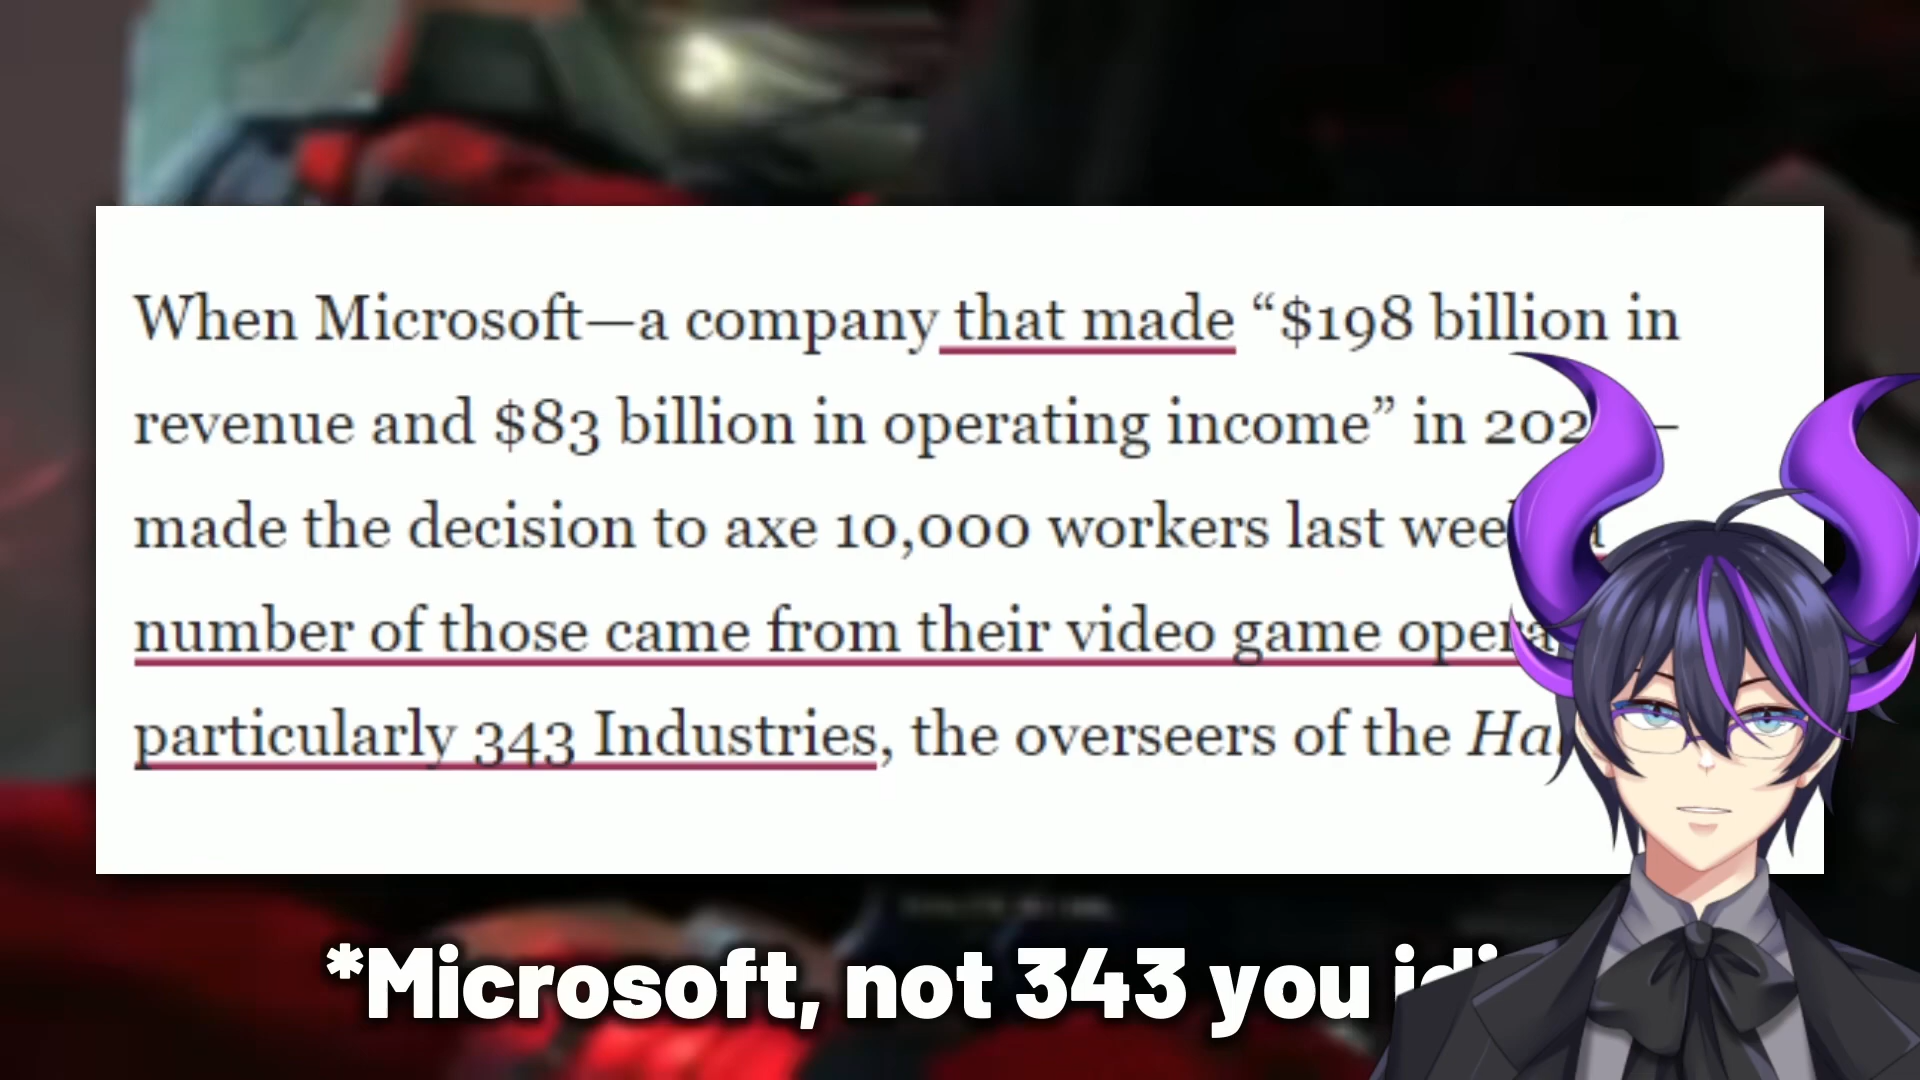 When Microsoft—a company that made “$198 billion in
revenue and $83 billion in operating income” in
made the decision to axe 10,000 workers last
number of those came from their video game
particularly 343 Industries, the overseers of the
*Microsoft, not 343 you